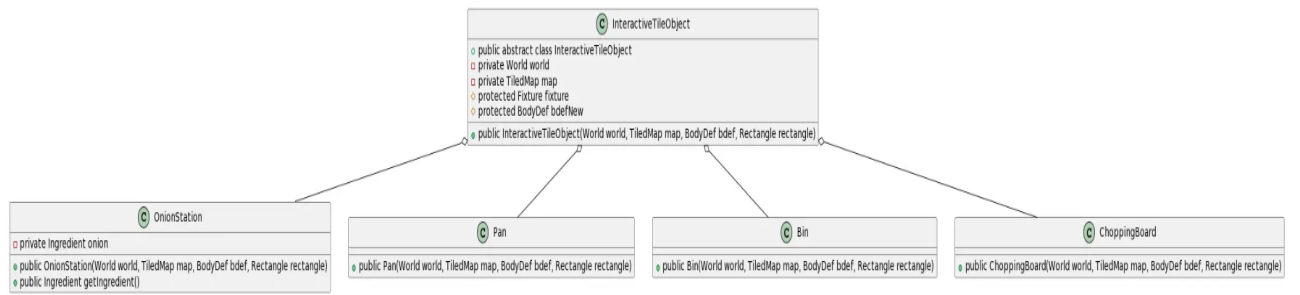 C InteractiveTileObject
public abstract class InteractiveTileObject
private World world
private TiledMap map
protected Fixture fixture
protected BodyDef bdefNew
public InteractiveTileObject(World world, TiledMap map, BodyDef bdef, Rectangle rectangle)
C OnionStation
private Ingredient onion
public OnionStation(World world, TiledMap map, BodyDef bdef, Rectangle rectangle)
public Ingredient getIngredient()
C Pan
public Pan(World world, TiledMap map, BodyDef bdef, Rectangle rectangle)
C Bin
public Bin(World world, TiledMap map, BodyDef bdef, Rectangle rectangle)
C ChoppingBoard
public ChoppingBoard(World world, TiledMap map, BodyDef bdef, Rectangle rectangle)